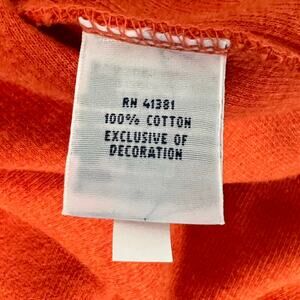 RN 41381
100% COTTON
EXCLUSIVE OF
DECORATION